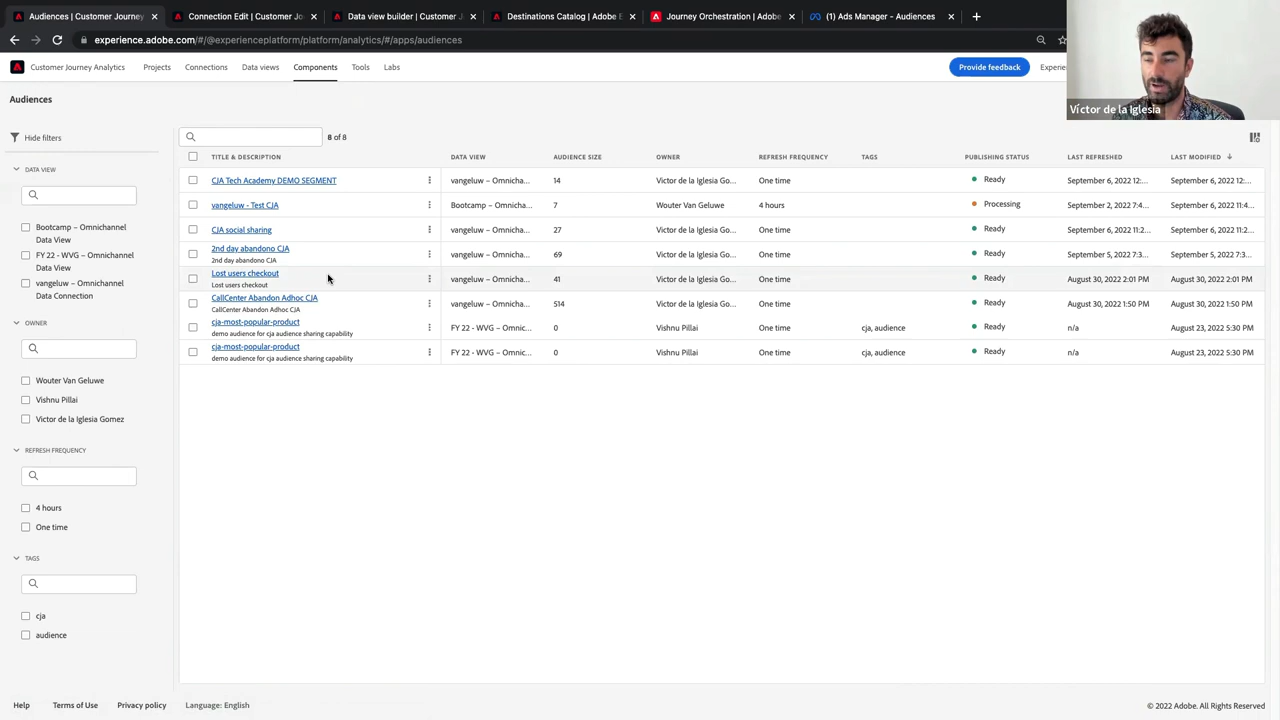 Audiences | Customer Journey
Connection Edit | Customer Jo
Data view builder | Customer J
Destinations Catalog | Adobe E
Journey Orchestration | Adobe
Ads Manager - Audiences
experience.adobe.com/#/@experienceplatform/platform/analytics/#/apps/audiences
Customer Journey Analytics
Projects
Connections
Data views
Components
Tools
Labs
Provide feedback
Experie
Víctor de la Iglesia
Audiences
Hide filters
8 of 8
DATA VIEW
Bootcamp – Omnichannel
Data View
FY 22 - WVG – Omnichannel
Data View
vangeluw – Omnichannel
Data Connection
OWNER
Wouter Van Geluwe
Vishnu Pillai
Victor de la Iglesia Gomez
REFRESH FREQUENCY
4 hours
One time
TAGS
cja
audience
TITLE & DESCRIPTION DATA VIEW AUDIENCE SIZE OWNER REFRESH FREQUENCY TAGS PUBLISHING STATUS LAST REFRESHED LAST MODIFIED
CJA Tech Academy DEMO SEGMENT vangeluw – Omnicha... 14 Victor de la Iglesia Go... One time Ready September 6, 2022 12:... September 6, 2022 12:...
vangeluw - Test CJA Bootcamp – Omnicha... 7 Wouter Van Geluwe 4 hours Processing September 2, 2022 7:4... September 6, 2022 11:4...
CJA social sharing vangeluw – Omnicha... 27 Victor de la Iglesia Go... One time Ready September 6, 2022 11:2... September 6, 2022 11:2...
2nd day abandono CJA vangeluw – Omnicha... 69 Victor de la Iglesia Go... One time Ready September 5, 2022 7:3... September 5, 2022 7:3...
2nd day abandono CJA
Lost users checkout vangeluw – Omnicha... 41 Victor de la Iglesia Go... One time Ready August 30, 2022 2:01 PM August 30, 2022 2:01 PM
Lost users checkout
CallCenter Abandon Adhoc CJA vangeluw – Omnicha... 514 Victor de la Iglesia Go... One time Ready August 30, 2022 1:50 PM August 30, 2022 1:50 PM
CallCenter Abandon Adhoc CJA
cja-most-popular-product FY 22 - WVG – Omnic... 0 Vishnu Pillai One time cja, audience Ready n/a August 23, 2022 5:30 PM
demo audience for cja audience sharing capability
cja-most-popular-product FY 22 - WVG – Omnic... 0 Vishnu Pillai One time cja, audience Ready n/a August 23, 2022 5:30 PM
demo audience for cja audience sharing capability
Help
Terms of Use
Privacy policy
Language: English
© 2022 Adobe. All Rights Reserved